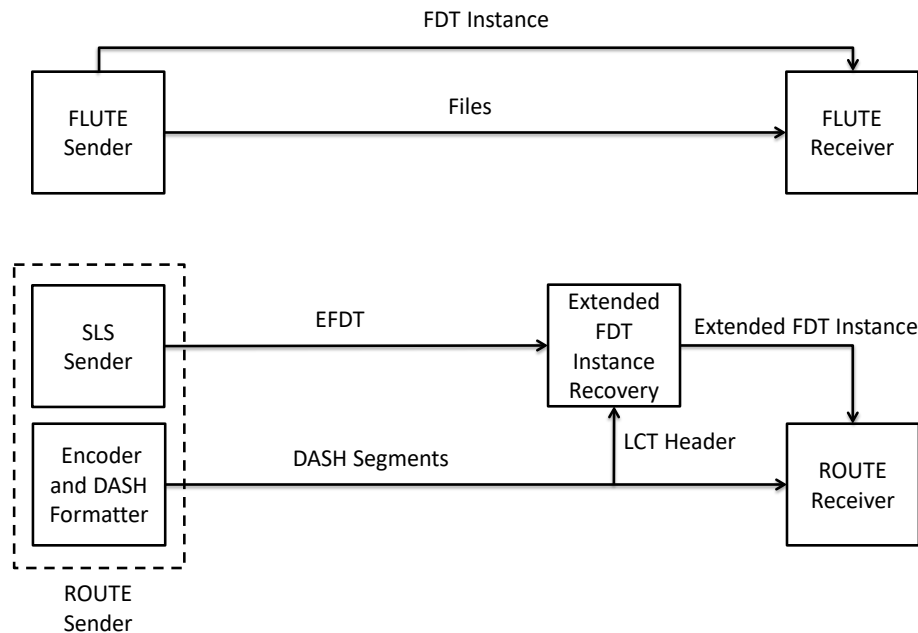 FDT Instance
FLUTE
Sender
Files
FLUTE
Receiver
SLS
Sender
EFDT
Extended
FDT
Instance
Recovery
Extended FDT Instance
Encoder
and DASH
Formatter
DASH Segments
LCT Header
ROUTE
Receiver
ROUTE
Sender